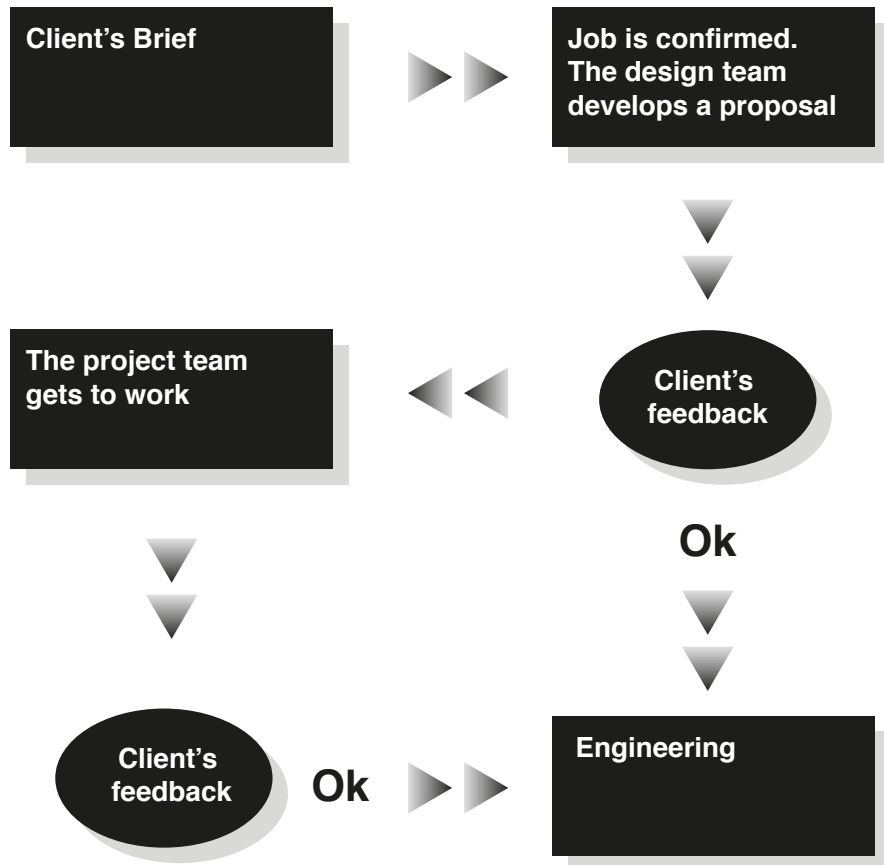 Client's Brief
Job is confirmed.
The design team
develops a proposal
The project team
gets to work
Client's
feedback
Ok
Client's
feedback
Ok
Engineering